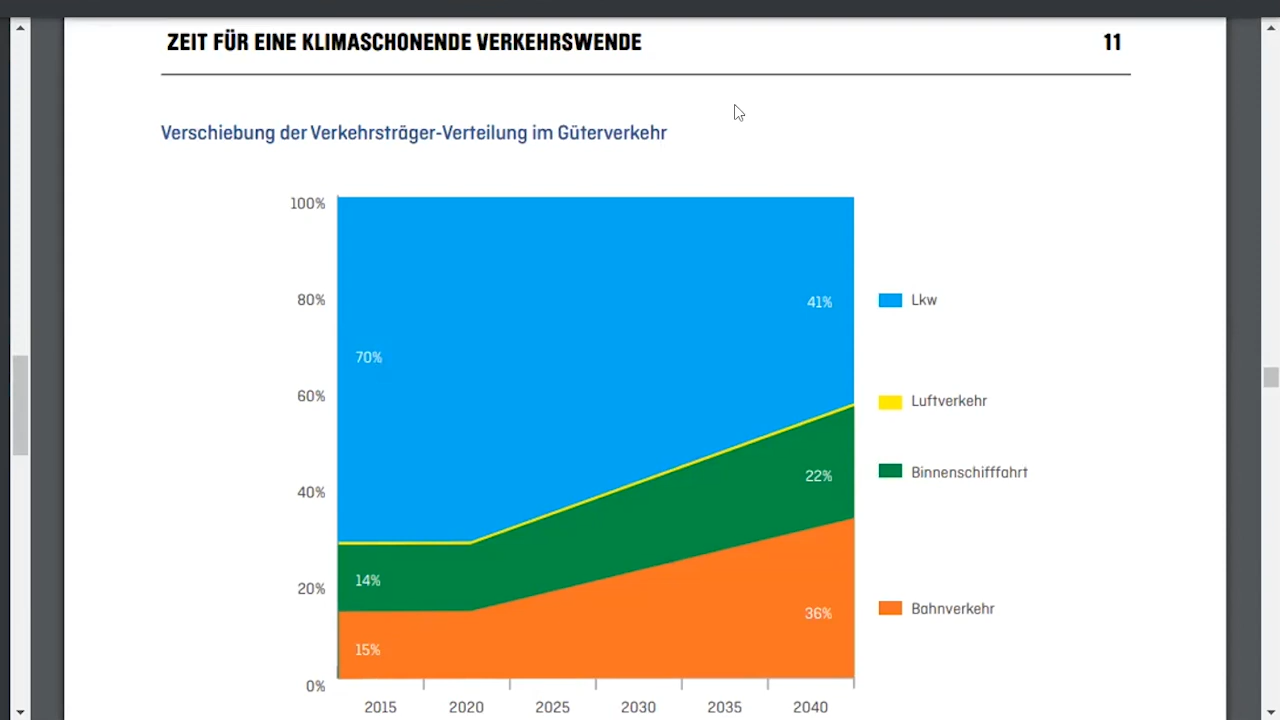 ZEIT FÜR EINE KLIMASCHONENDE VERKEHRSWENDE 11
Verschiebung der Verkehrsträger-Verteilung im Güterverkehr
100%
80%
60%
40%
20%
0%
70%
14%
15%
41%
22%
36%
Lkw
Luftverkehr
Binnenschifffahrt
Bahnverkehr
2015 2020 2025 2030 2035 2040